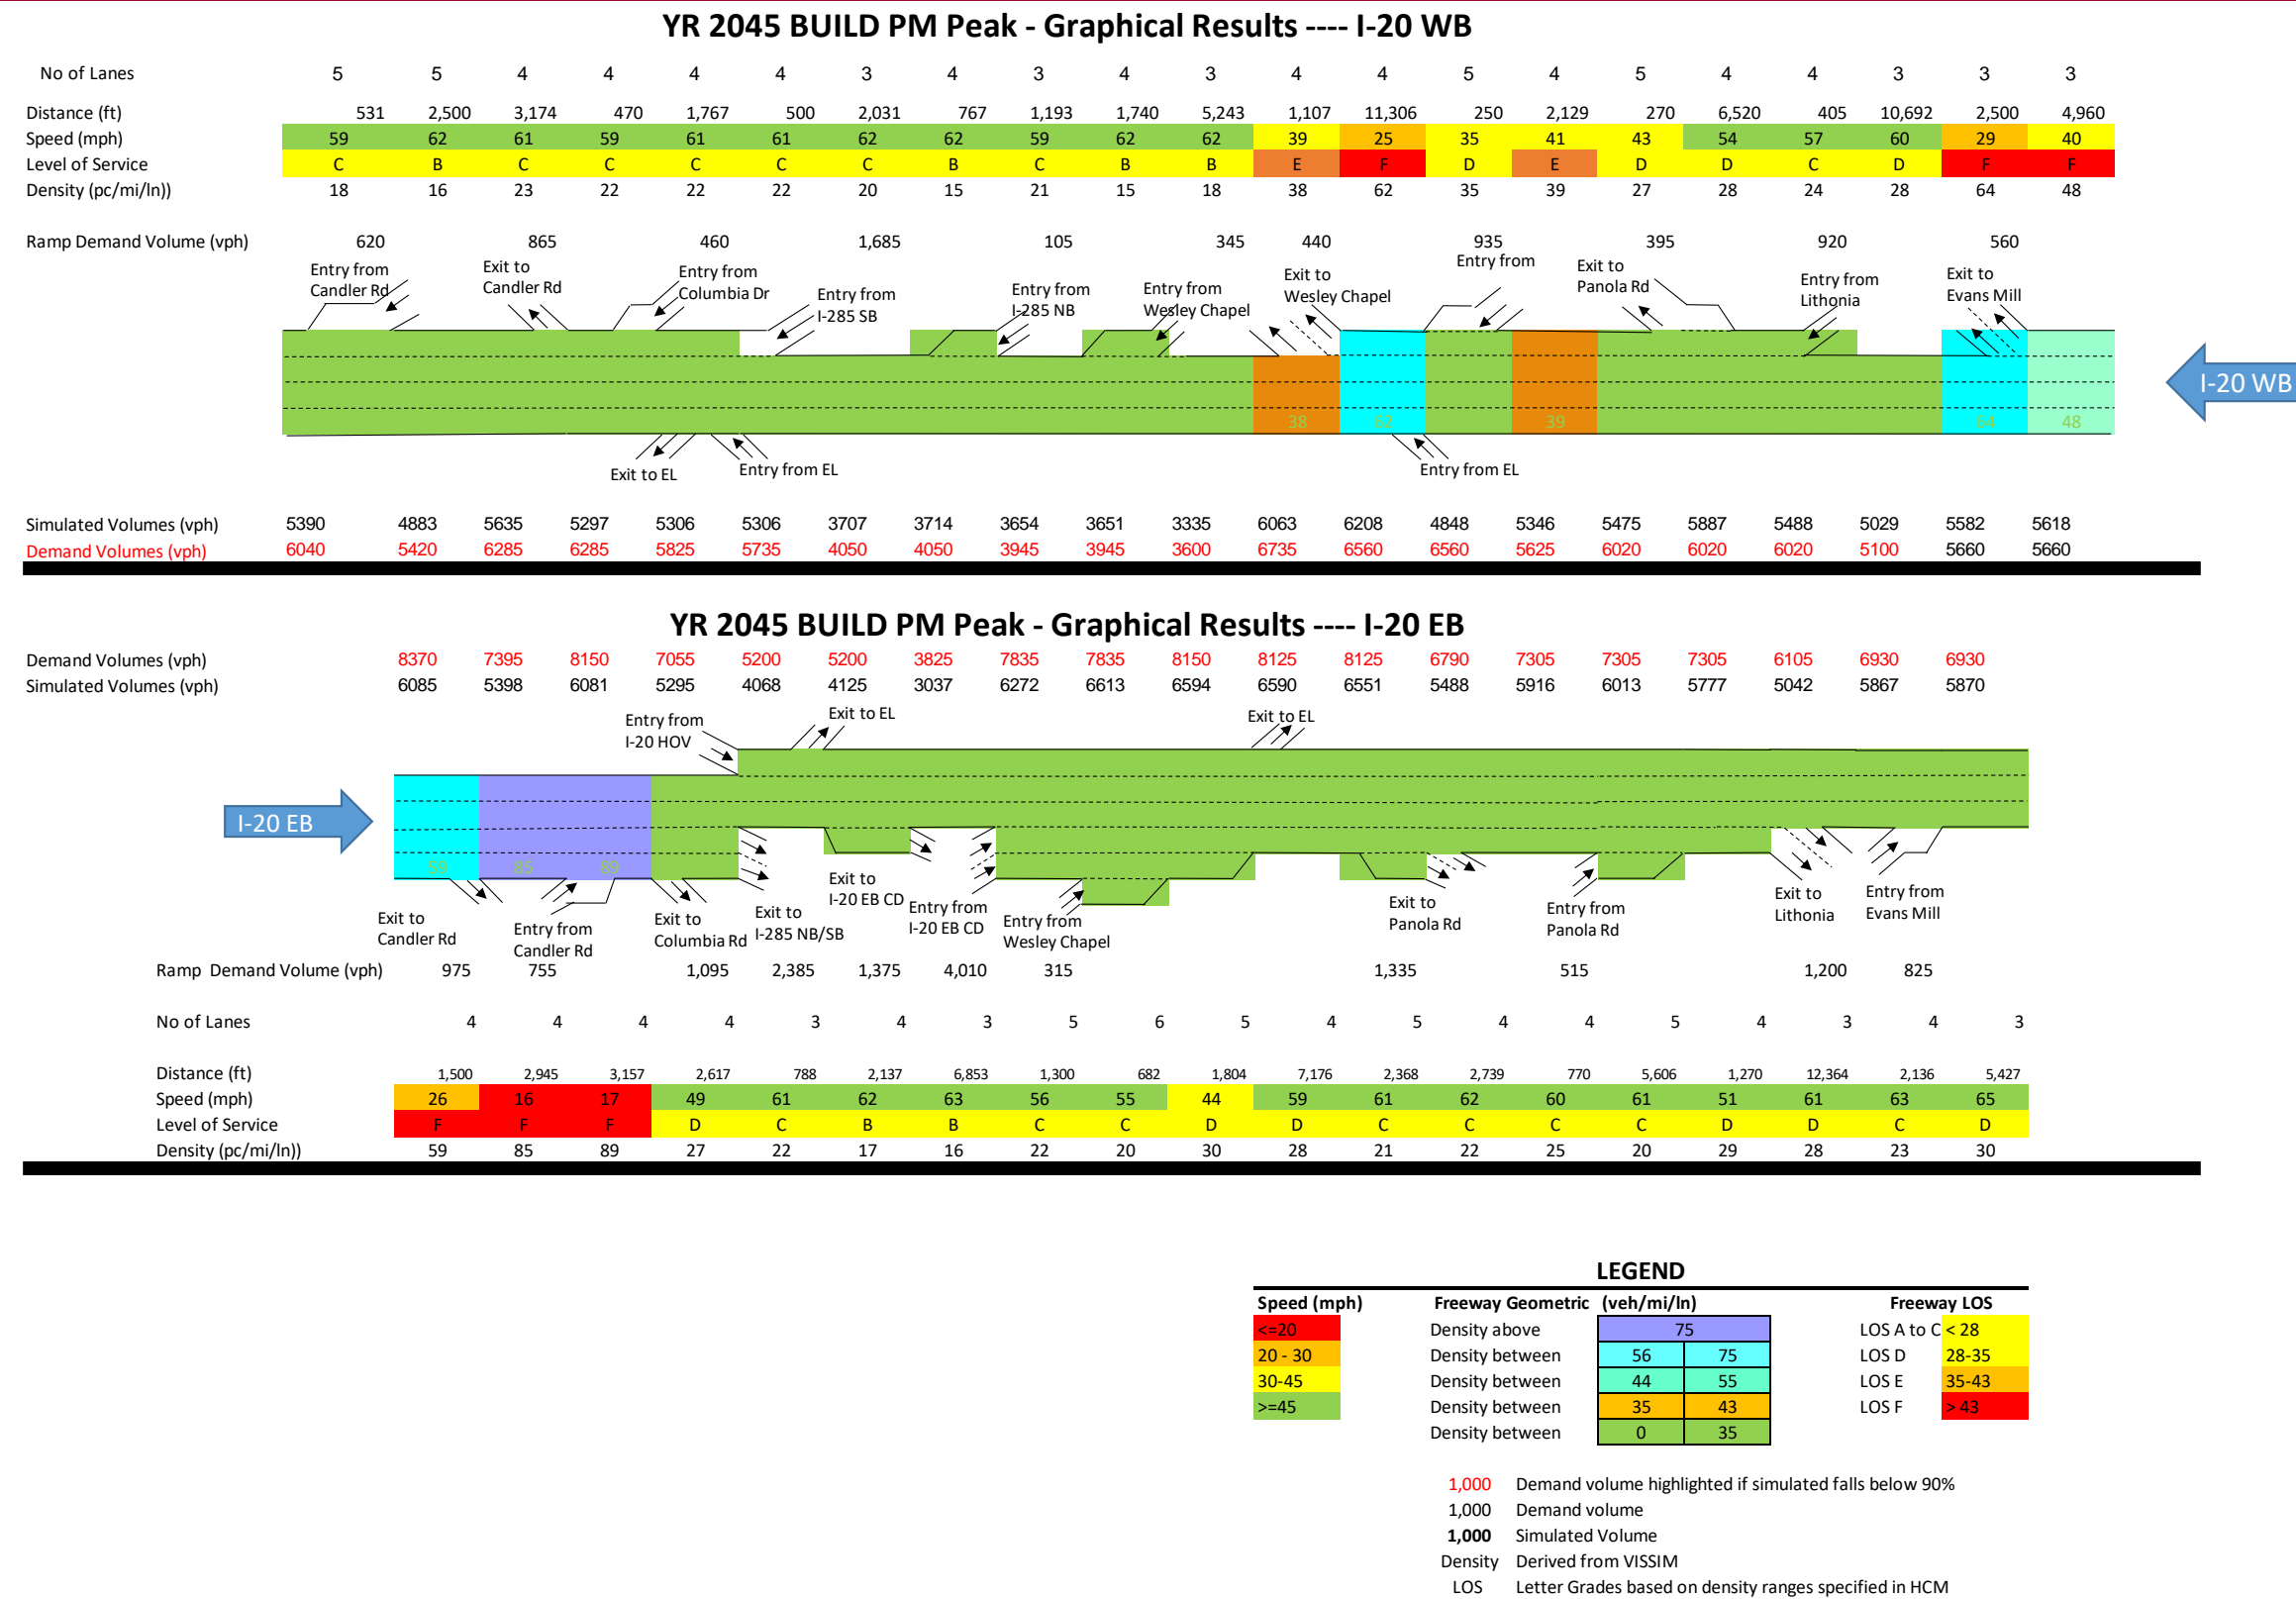 YR 2045 BUILD PM Peak - Graphical Results ---- I-20 WB
No of Lanes 5 5 4 4 4 4 3 4 3 4 3 4 4 5 4 5 4 4 3 3 3
Distance (ft) 531 2,500 3,174 470 1,767 500 2,031 767 1,193 1,740 5,243 1,107 11,306 250 2,129 270 6,520 405 10,692 2,500 4,960
Speed (mph) 59 62 61 59 61 61 62 62 59 62 62 39 25 35 41 43 54 57 60 29 40
Level of Service C B C C C C C B C B B E F D E D D C D F F
Density (pc/mi/ln)) 18 16 23 22 22 22 20 15 21 15 18 38 62 35 39 27 28 24 28 64 48
Ramp Demand Volume (vph) 620 865 460 1,685 105 345 440 935 395 920 560
Entry from
Candler Rd
Exit to
Candler Rd
Entry from
Columbia Dr
Entry from
I-285 SB
Entry from
I-285 NB
Entry from
Wesley Chapel
Exit to
Wesley Chapel
Entry from
Exit to
Panola Rd
Entry from
Lithonia
Exit to
Evans Mill
I-20 WB
38 62 39 64 48
Exit to EL
Entry from EL
Entry from EL
Simulated Volumes (vph) 5390 4883 5635 5297 5306 5306 3707 3714 3654 3651 3335 6063 6208 4848 5346 5475 5887 5488 5029 5582 5618
Demand Volumes (vph) 6040 5420 6285 6285 5825 5735 4050 4050 3945 3945 3600 6735 6560 6560 5625 6020 6020 6020 5100 5660 5660
YR 2045 BUILD PM Peak - Graphical Results ---- I-20 EB
Demand Volumes (vph) 8370 7395 8150 7055 5200 5200 3825 7835 7835 8150 8125 8125 6790 7305 7305 7305 6105 6930 6930
Simulated Volumes (vph) 6085 5398 6081 5295 4068 4125 3037 6272 6613 6594 6590 6551 5488 5916 6013 5777 5042 5867 5870
Entry from
I-20 HOV
Exit to EL
Exit to EL
I-20 EB
59 85 89
Exit to
Candler Rd
Entry from
Candler Rd
Exit to
Columbia Rd
Exit to
I-285 NB/SB
Exit to
I-20 EB CD
Entry from
I-20 EB CD
Entry from
Wesley Chapel
Exit to
Panola Rd
Entry from
Panola Rd
Exit to
Lithonia
Entry from
Evans Mill
Ramp Demand Volume (vph) 975 755 1,095 2,385 1,375 4,010 315 1,335 515 1,200 825
No of Lanes 4 4 4 4 3 4 3 5 6 5 4 5 4 4 5 4 3 4 3
Distance (ft) 1,500 2,945 3,157 2,617 788 2,137 6,853 1,300 682 1,804 7,176 2,368 2,739 770 5,606 1,270 12,364 2,136 5,427
Speed (mph) 26 16 17 49 61 62 63 56 55 44 59 61 62 60 61 51 61 63 65
Level of Service F F F D C B B C C D D C C C C D D C D
Density (pc/mi/ln)) 59 85 89 27 22 17 16 22 20 30 28 21 22 25 20 29 28 23 30
LEGEND
Speed (mph) Freeway Geometric (veh/mi/ln) Freeway LOS
<=20 Density above 75 LOS A to C < 28
20 - 30 Density between 56 75 LOS D 28-35
30-45 Density between 44 55 LOS E 35-43
>=45 Density between 35 43 LOS F > 43
Density between 0 35
1,000 Demand volume highlighted if simulated falls below 90%
1,000 Demand volume
1,000 Simulated Volume
Density Derived from VISSIM
LOS Letter Grades based on density ranges specified in HCM